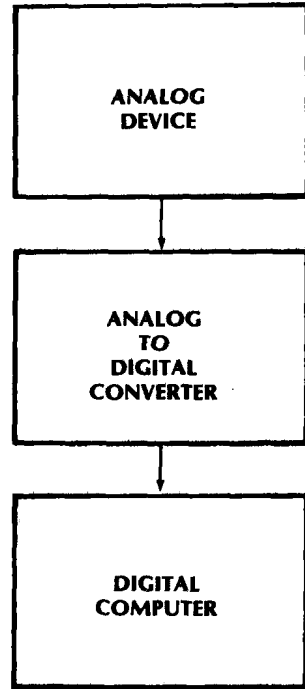 ANALOG
DEVICE
ANALOG
TO
DIGITAL
CONVERTER
DIGITAL
COMPUTER